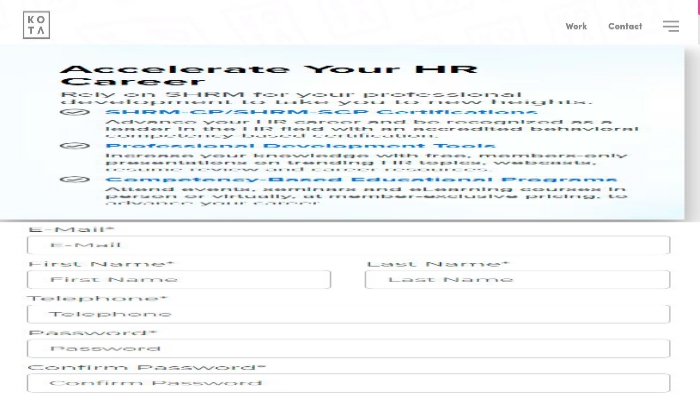 KO
TA
Work
Contact
Accelerate Your HR
Career
Rely on SHRM for your professional
development to take you to new heights.
SHRM-CP/SHRM-SCP Certifications
Advance your HR career and be recognized as a
leader in the HR field with an accredited behavioral
competency-based certification.
Professional Development Tools
Increase your knowledge with free, members-only
presentations on trending HR topics, webcasts,
resume review and career resources.
Competency-Based Educational Programs
Attend events, seminars and eLearning courses in
person or virtually, at member-exclusive pricing, to
advance your career.
E-Mail*
E-Mail
First Name*
Last Name*
First Name
Last Name
Telephone*
Telephone
Password*
Password
Confirm Password*
Confirm Password